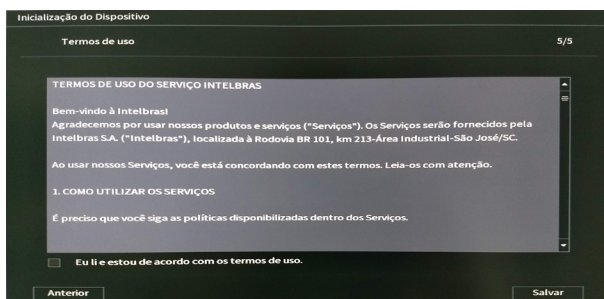 Inicialização do Dispositivo
Termos de uso
5/5
TERMOS DE USO DO SERVIÇO INTELBRAS
Bem-vindo à Intelbras!
Agradecemos por usar nossos produtos e serviços ("Serviços"). Os Serviços serão fornecidos pela
Intelbras S.A. ("Intelbras"), localizada à Rodovia BR 101, km 213-Área Industrial-São José/SC.
Ao usar nossos Serviços, você está concordando com estes termos. Leia-os com atenção.
1. COMO UTILIZAR OS SERVIÇOS
É preciso que você siga as políticas disponibilizadas dentro dos Serviços.
Eu li e estou de acordo com os termos de uso.
Anterior
Salvar